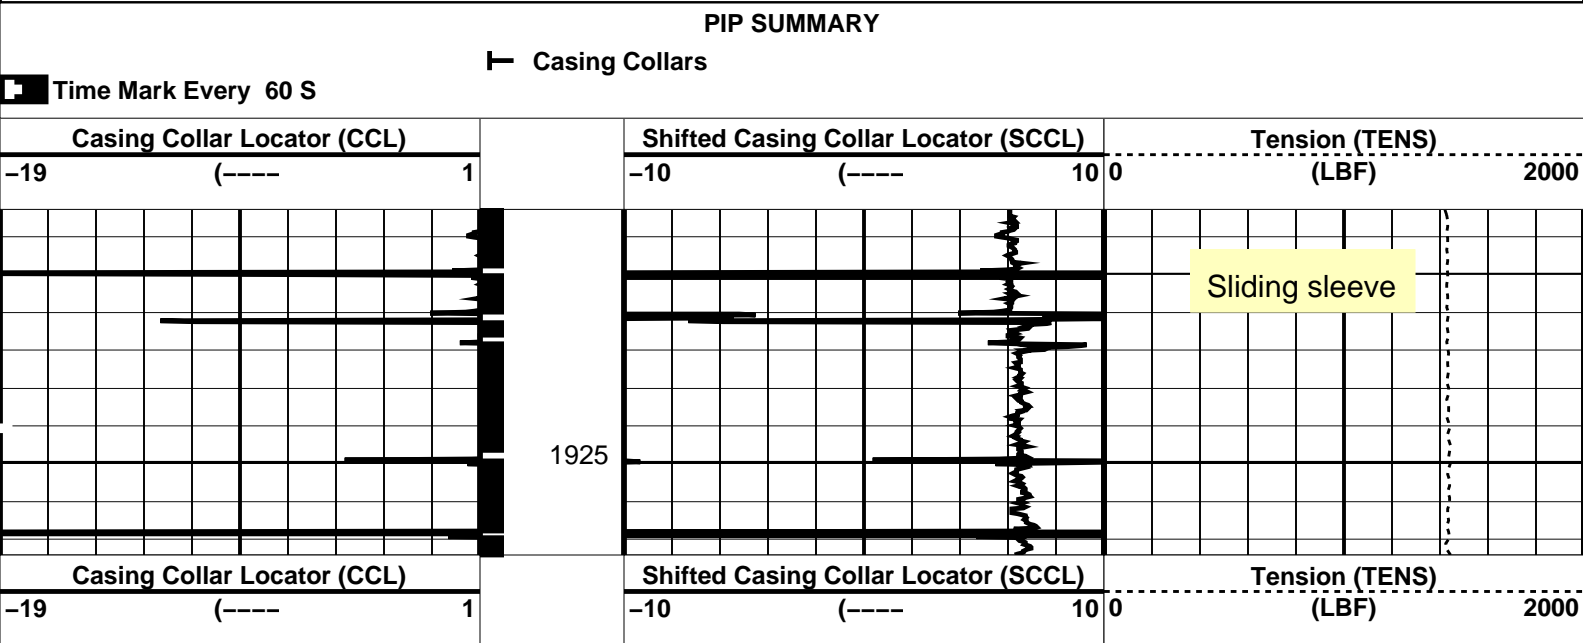 PIP SUMMARY
Casing Collars
Time Mark Every 60 S
Casing Collar Locator (CCL)
−19 (−−−− 1
Shifted Casing Collar Locator (SCCL)
−10 (−−−− 10
Tension (TENS)
0 (LBF) 2000
Sliding sleeve
1925
Casing Collar Locator (CCL)
−19 (−−−− 1
Shifted Casing Collar Locator (SCCL)
−10 (−−−− 10
Tension (TENS)
0 (LBF) 2000